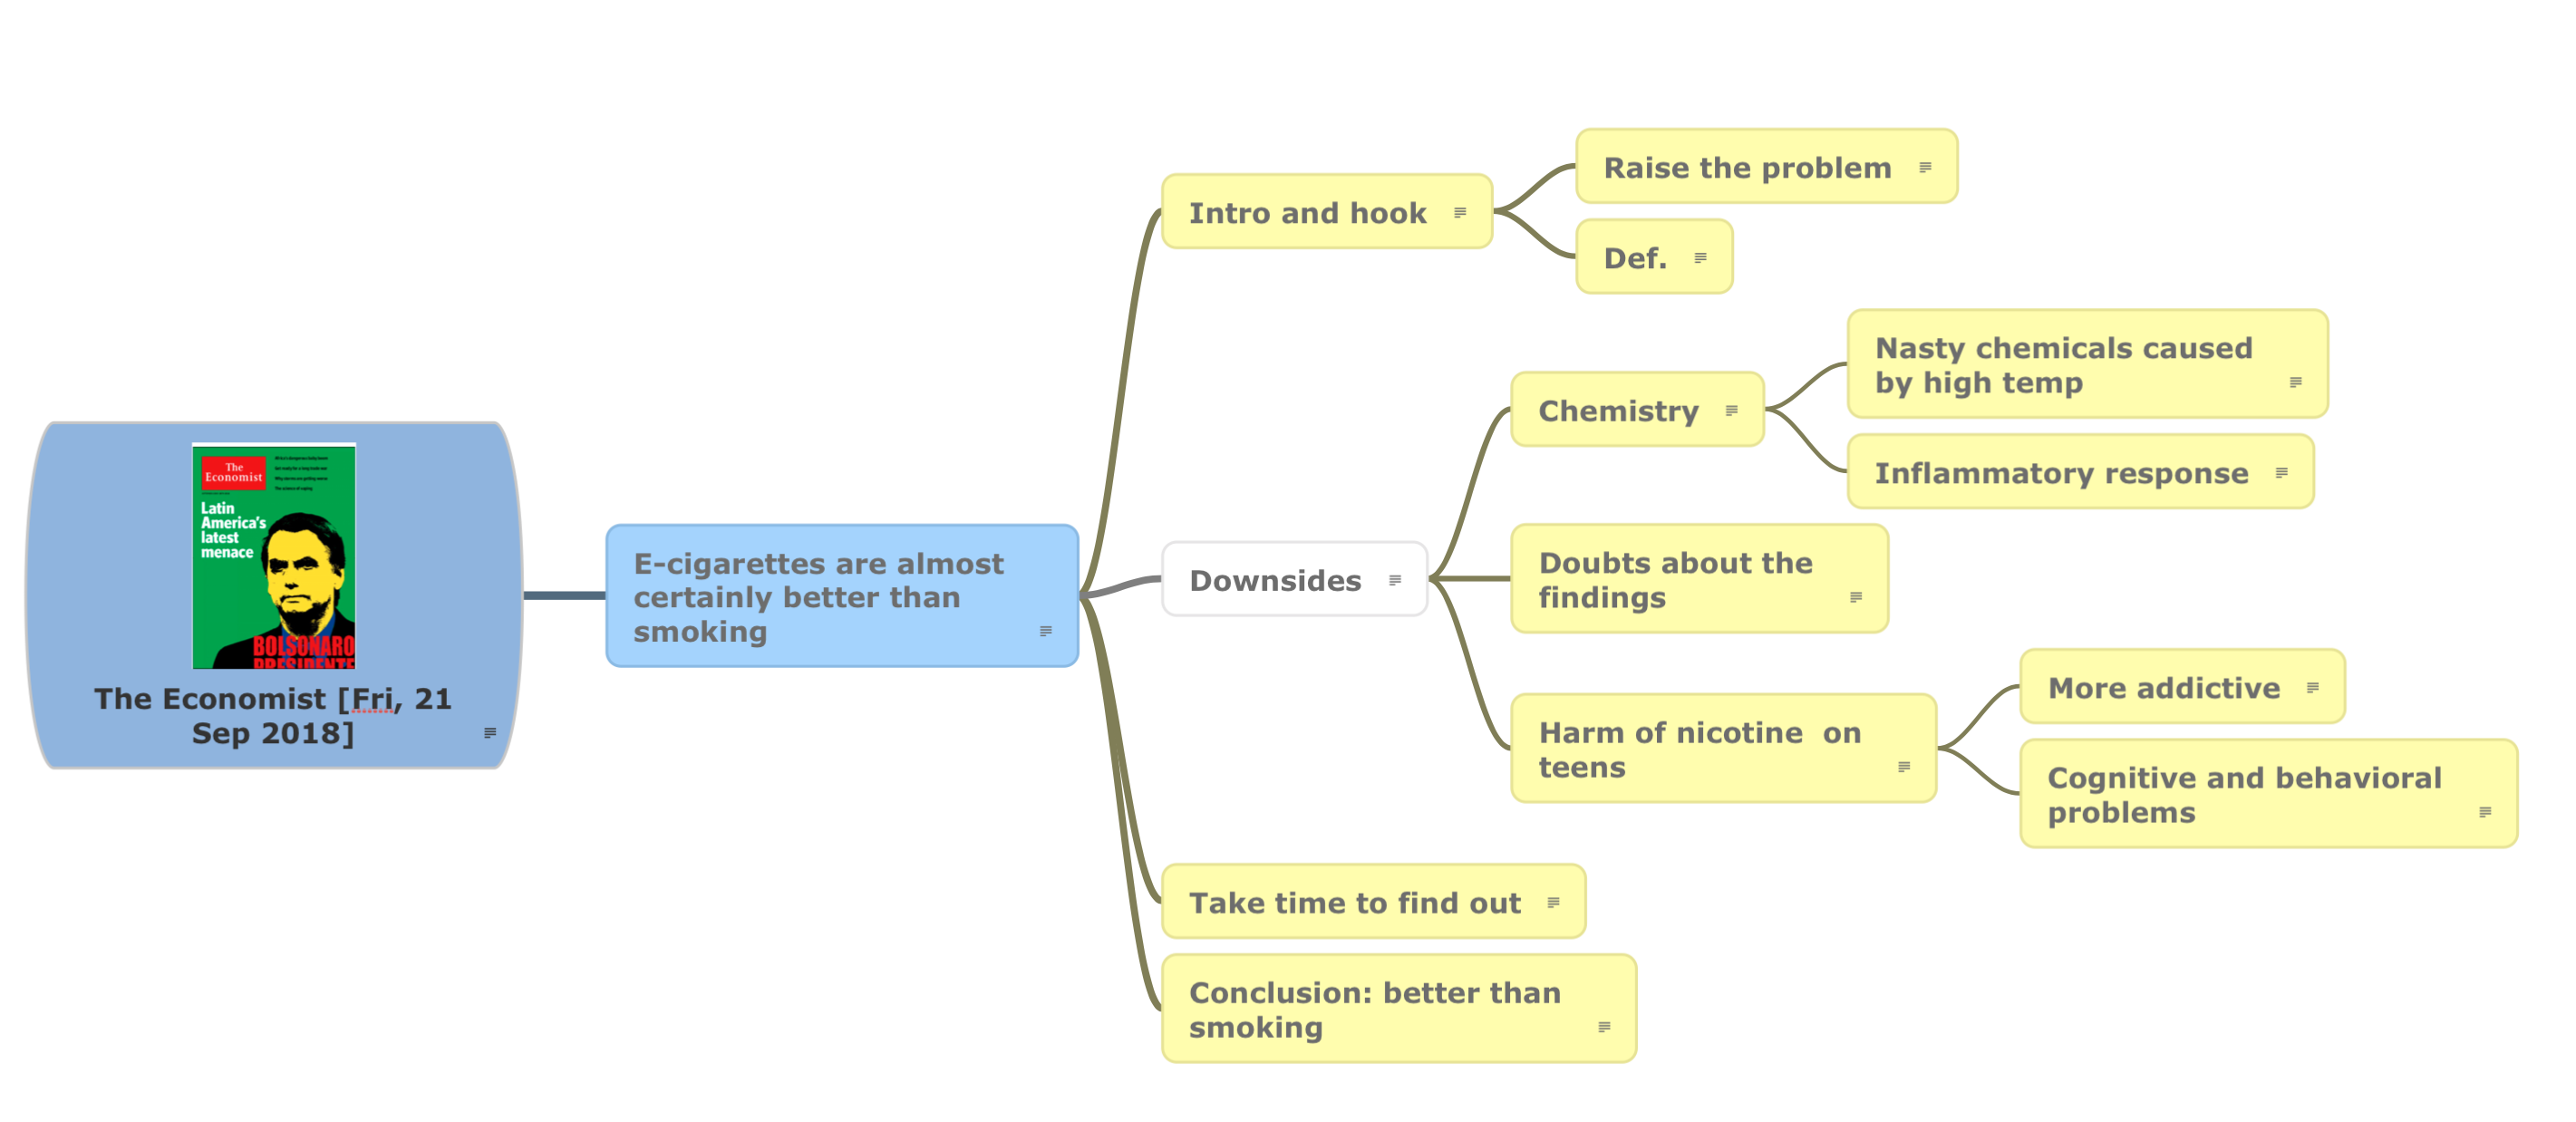 The
Economist
Latin
America's
latest
menace
BOLSONARO
PRESIDENTE
The Economist [Fri, 21
Sep 2018]
E-cigarettes are almost
certainly better than
smoking
Intro and hook
Raise the problem
Def.
Downsides
Chemistry
Nasty chemicals caused
by high temp
Inflammatory response
Doubts about the
findings
Harm of nicotine  on
teens
More addictive
Cognitive and behavioral
problems
Take time to find out
Conclusion: better than
smoking